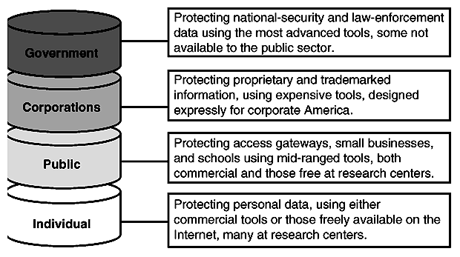 Government
Protecting national-security and law-enforcement
data using the most advanced tools, some not
available to the public sector.
Corporations
Protecting proprietary and trademarked
information, using expensive tools, designed
expressly for corporate America.
Public
Protecting access gateways, small businesses,
and schools using mid-ranged tools, both
commercial and those free at research centers.
Individual
Protecting personal data, using either
commercial tools or those freely available on the
Internet, many at research centers.